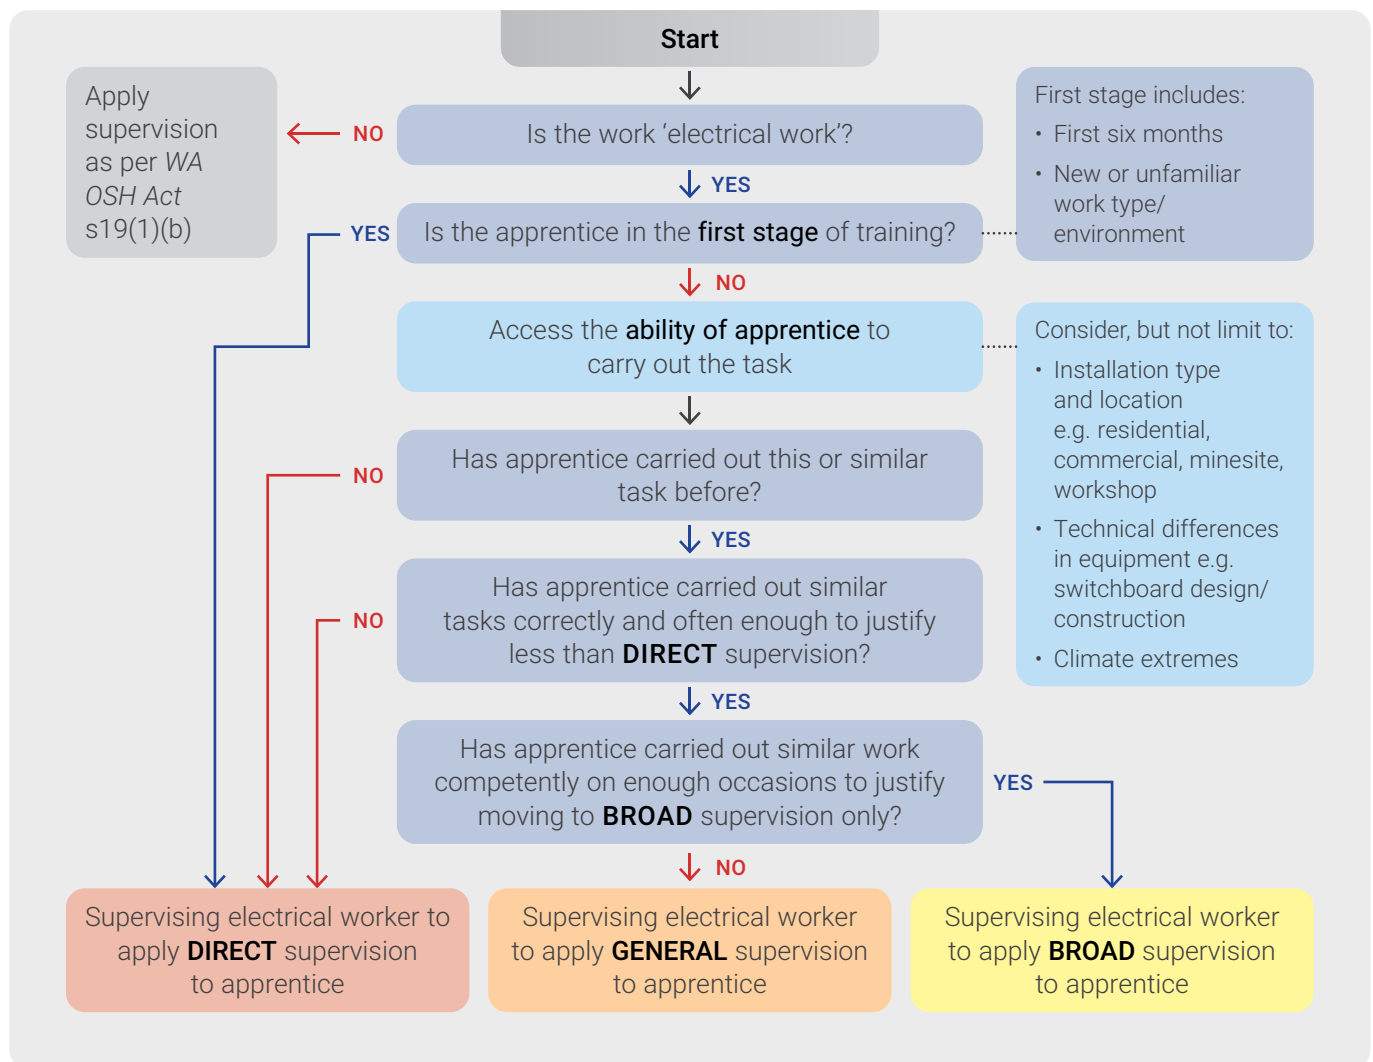 Start
Apply
supervision
as per WA
OSH Act
s19(1)(b)
NO
Is the work ‘electrical work’?
First stage includes:
• First six months
• New or unfamiliar
work type/
environment
YES
YES
Is the apprentice in the first stage of training?
NO
Access the ability of apprentice to
carry out the task
Consider, but not limit to:
• Installation type
and location
e.g. residential,
commercial, minesite,
workshop
• Technical differences
in equipment e.g.
switchboard design/
construction
• Climate extremes
NO
Has apprentice carried out this or similar
task before?
YES
NO
Has apprentice carried out similar
tasks correctly and often enough to justify
less than DIRECT supervision?
YES
Has apprentice carried out similar work
competently on enough occasions to justify
moving to BROAD supervision only?
YES
NO
Supervising electrical worker to
apply DIRECT supervision
to apprentice
Supervising electrical worker
to apply GENERAL supervision
to apprentice
Supervising electrical worker
to apply BROAD supervision
to apprentice